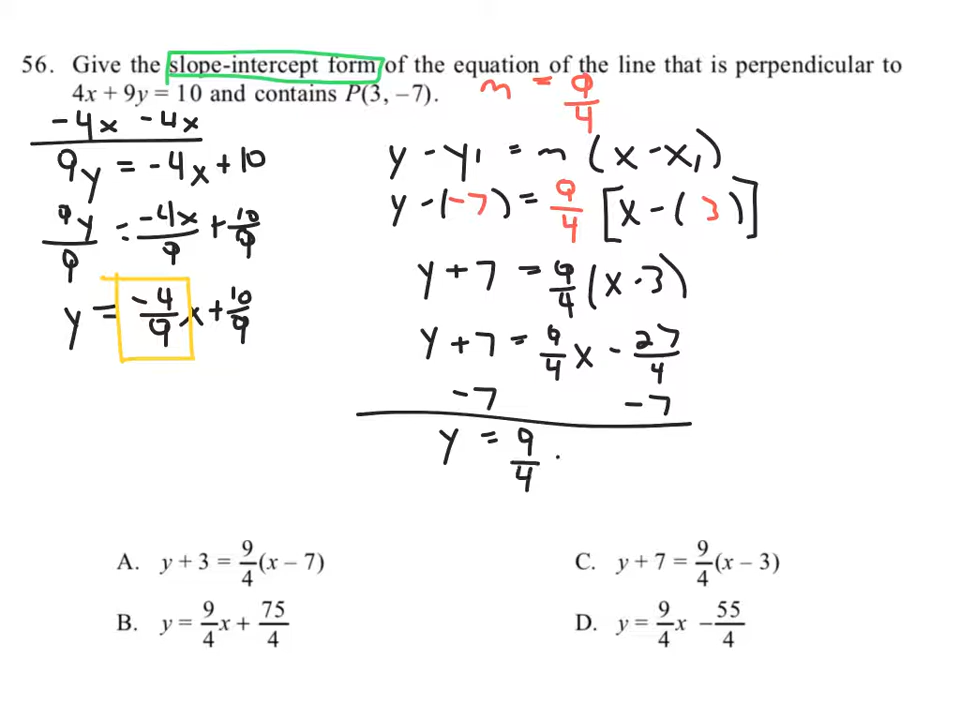 56. Give the slope-intercept form of the equation of the line that is perpendicular to
4x + 9y = 10 and contains P(3, −7).
m = 9/4
-4x -4x
9y = -4x + 10
9y/9 = -4x/9 + 10/9
y = -4/9 x + 10/9
y - y1 = m (x - x1)
y - (-7) = 9/4 [x - (3)]
y + 7 = 9/4 (x - 3)
y + 7 = 9/4 x - 27/4
-7 -7
y = 9/4 .
A. y + 3 = 9/4 (x − 7)
B. y = 9/4 x + 75/4
C. y + 7 = 9/4 (x − 3)
D. y = 9/4 x − 55/4